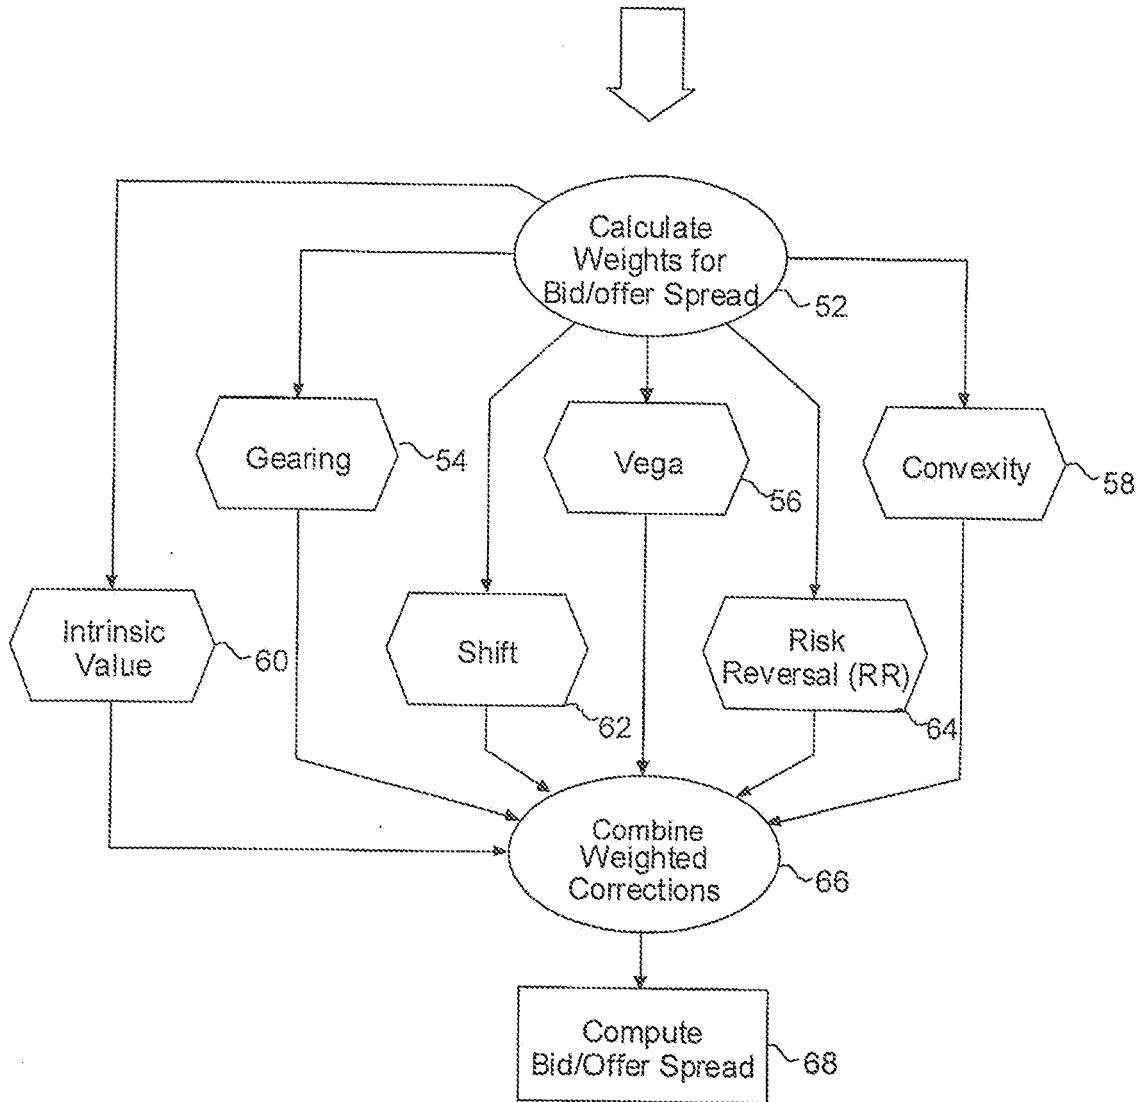 Calculate
Weights for
Bid/offer Spread
52
Gearing
54
Vega
56
Convexity
58
Intrinsic
Value
60
Shift
62
Risk
Reversal (RR)
64
Combine
Weighted
Corrections
66
Compute
Bid/Offer Spread
68